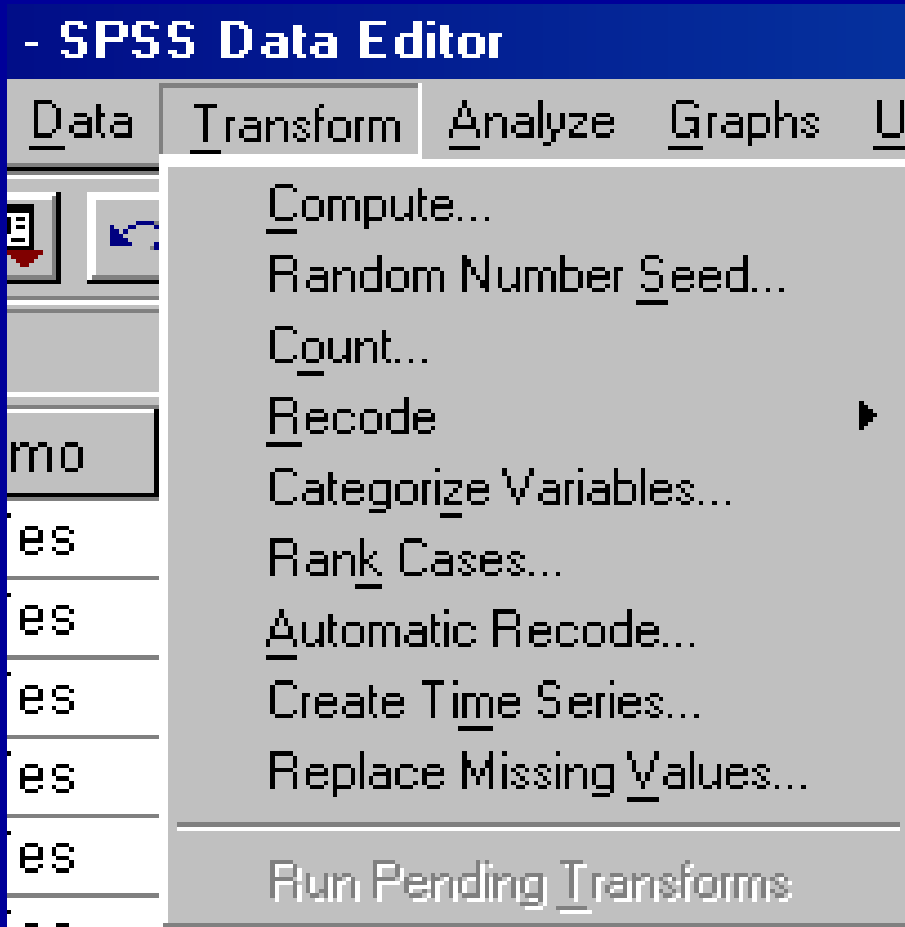 - SPSS Data Editor
Data Transform Analyze Graphs
Compute...
Random Number Seed...
Count...
Recode
mo
Categorize Variables...
es
Rank Cases...
es
Automatic Recode...
es
Create Time Series...
es
Replace Missing Values...
es
Run Pending Transforms